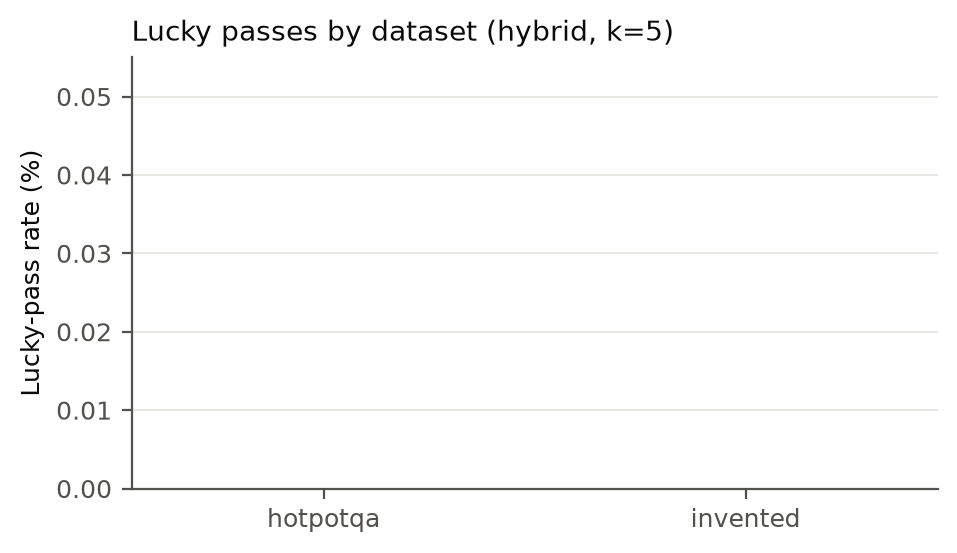 Lucky passes by dataset (hybrid, k=5)
Lucky-pass rate (%)
0.05
0.04
0.03
0.02
0.01
0.00
hotpotqa
invented